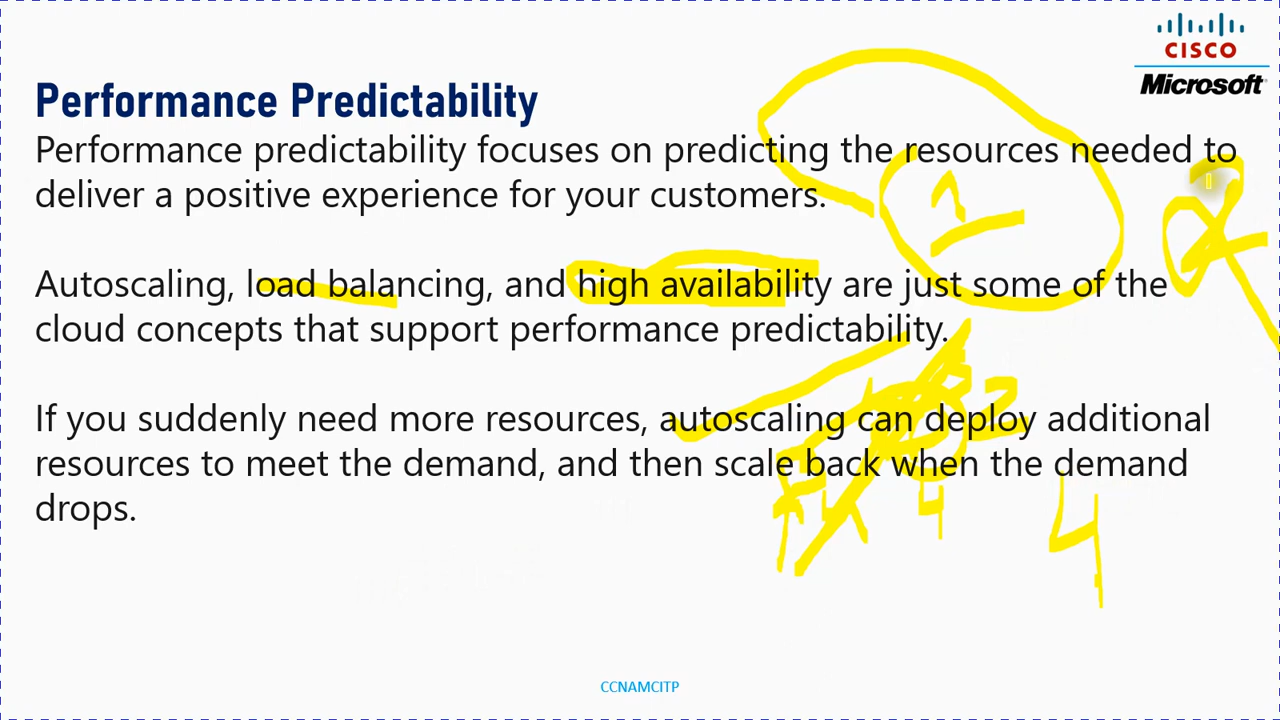 CISCO
Microsoft
Performance Predictability
Performance predictability focuses on predicting the resources needed to
deliver a positive experience for your customers.
Autoscaling, load balancing, and high availability are just some of the
cloud concepts that support performance predictability.
If you suddenly need more resources, autoscaling can deploy additional
resources to meet the demand, and then scale back when the demand
drops.
2
4
4
CCNAMCITP